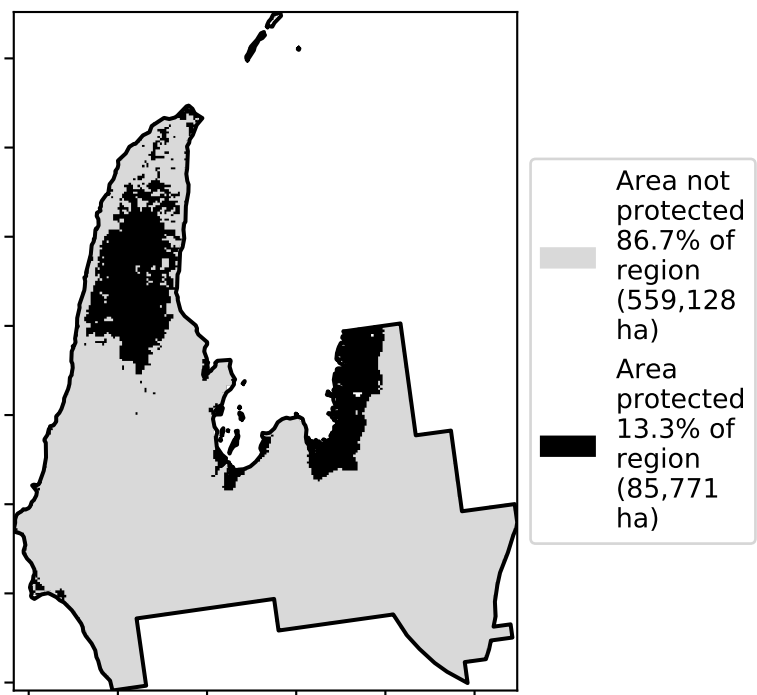 Area not
protected
86.7% of
region
(559,128
ha)
Area
protected
13.3% of
region
(85,771
ha)